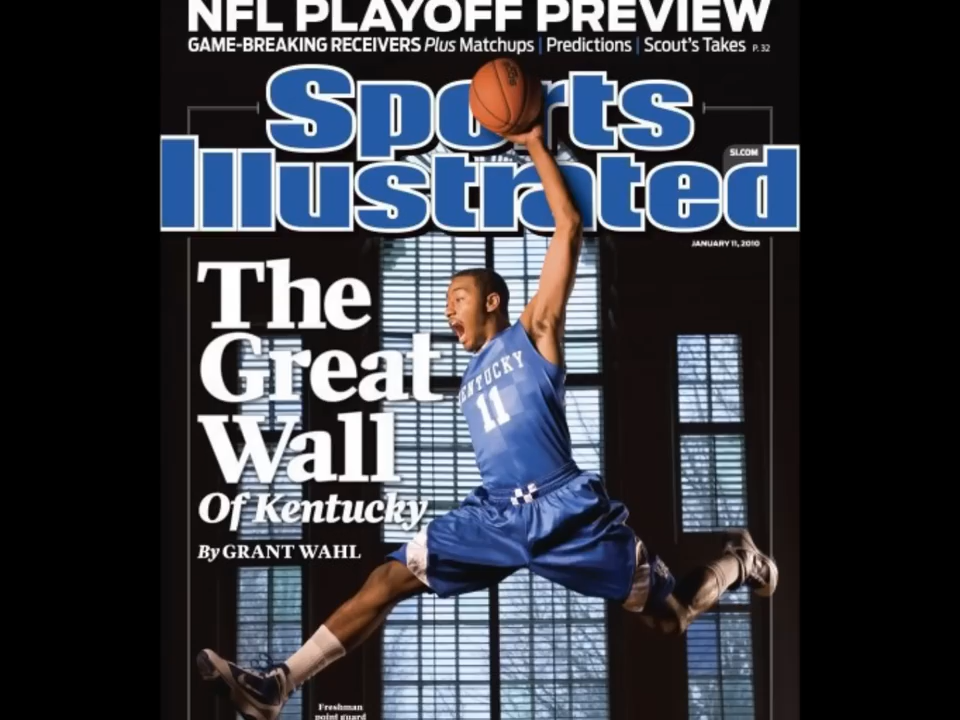 NFL PLAYOFF PREVIEW
GAME-BREAKING RECEIVERS Plus Matchups | Predictions | Scout's Takes P. 32
Sports
Illustrated
SI.COM
JANUARY 11, 2010
The
Great
Wall
Of Kentucky
By GRANT WAHL
KENTUCKY
11
Freshman
point guard